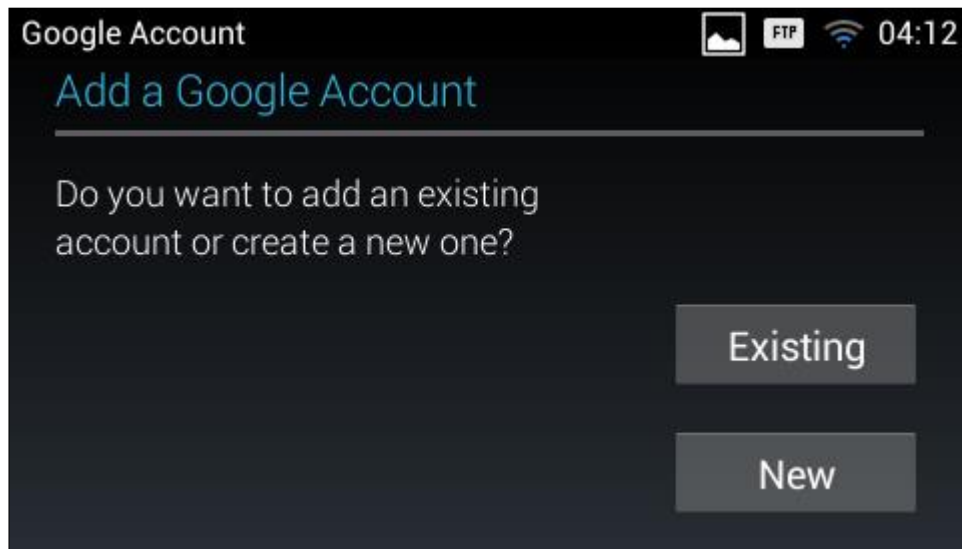 Google Account
FTP
04:12
Add a Google Account
Do you want to add an existing
account or create a new one?
Existing
New